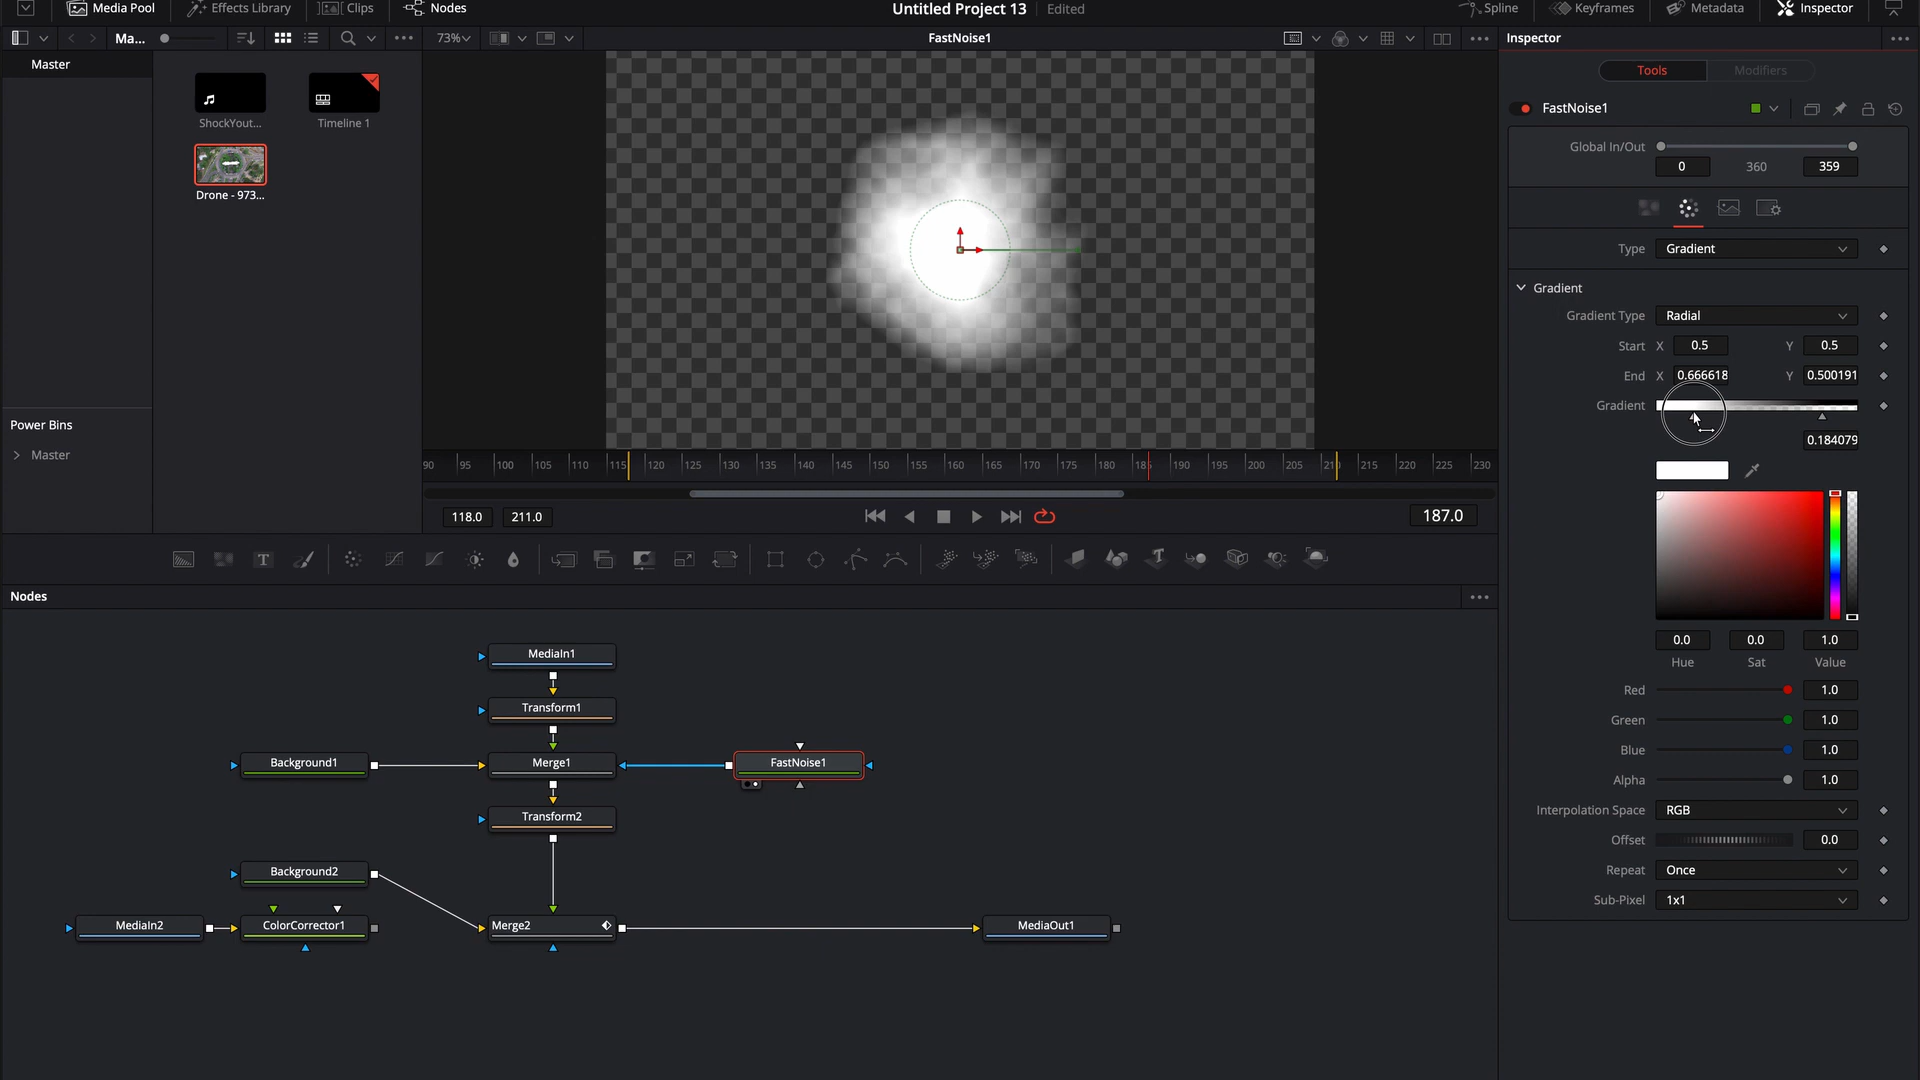 Media Pool
Effects Library
Clips
Nodes
Untitled Project 13
Edited
Spline
Keyframes
Metadata
Inspector
Ma...
73%
FastNoise1
Inspector
Master
ShockYout...
Timeline 1
Drone - 973...
Power Bins
Master
Tools
Modifiers
FastNoise1
Global In/Out
0
360
359
Type
Gradient
Gradient
Gradient Type
Radial
Start X 0.5 Y 0.5
End X 0.666618 Y 0.500191
Gradient
0.184079
90 95 100 105 110 115 120 125 130 135 140 145 150 155 160 165 170 175 180 185 190 195 200 205 210 215 220 225 230
118.0
211.0
187.0
0.0
0.0
1.0
Hue
Sat
Value
Red 1.0
Green 1.0
Blue 1.0
Alpha 1.0
Interpolation Space RGB
Offset 0.0
Repeat Once
Sub-Pixel 1x1
T
T
Nodes
MediaIn1
Transform1
Background1
Merge1
FastNoise1
Transform2
Background2
MediaIn2
ColorCorrector1
Merge2
MediaOut1